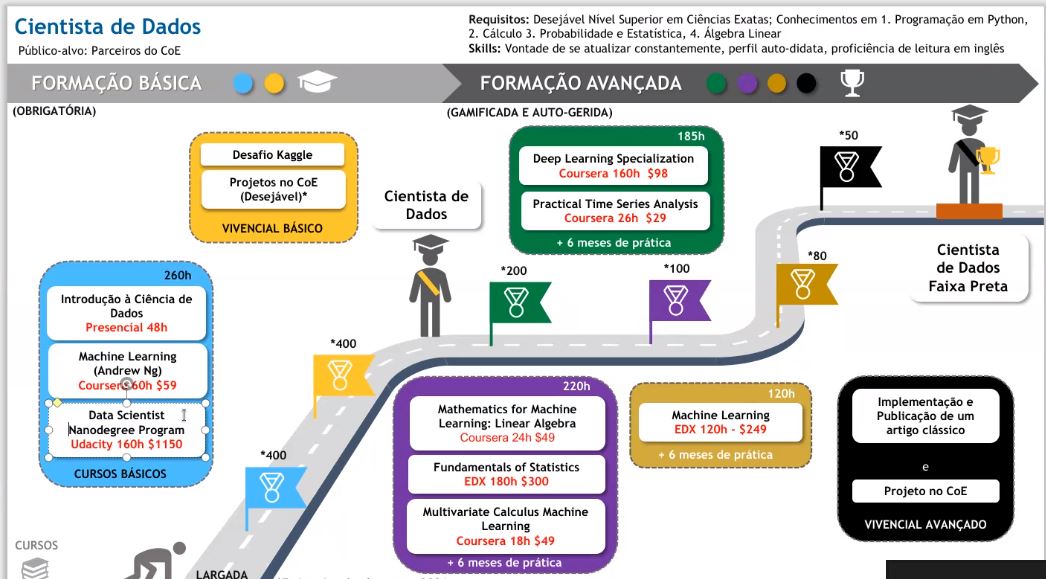 Cientista de Dados
Público-alvo: Parceiros do CoE
Requisitos: Desejável Nível Superior em Ciências Exatas; Conhecimentos em 1. Programação em Python,
2. Cálculo 3. Probabilidade e Estatística, 4. Álgebra Linear
Skills: Vontade de se atualizar constantemente, perfil auto-didata, proficiência de leitura em inglês
FORMAÇÃO BÁSICA
FORMAÇÃO AVANÇADA
(OBRIGATÓRIA)
(GAMIFICADA E AUTO-GERIDA)
Desafio Kaggle
Projetos no CoE
(Desejável)*
VIVENCIAL BÁSICO
Cientista de
Dados
185h
Deep Learning Specialization
Coursera 160h $98
Practical Time Series Analysis
Coursera 26h $29
+ 6 meses de prática
*50
Cientista
de Dados
Faixa Preta
260h
Introdução à Ciência de
Dados
Presencial 48h
Machine Learning
(Andrew Ng)
Coursera 60h $59
Data Scientist
Nanodegree Program
Udacity 160h $1150
CURSOS BÁSICOS
*400
*400
*200
*100
*80
220h
Mathematics for Machine
Learning: Linear Algebra
Coursera 24h $49
Fundamentals of Statistics
EDX 180h $300
Multivariate Calculus Machine
Learning
Coursera 18h $49
+ 6 meses de prática
120h
Machine Learning
EDX 120h - $249
+ 6 meses de prática
Implementação e
Publicação de um
artigo clássico
e
Projeto no CoE
VIVENCIAL AVANÇADO
CURSOS
LARGADA